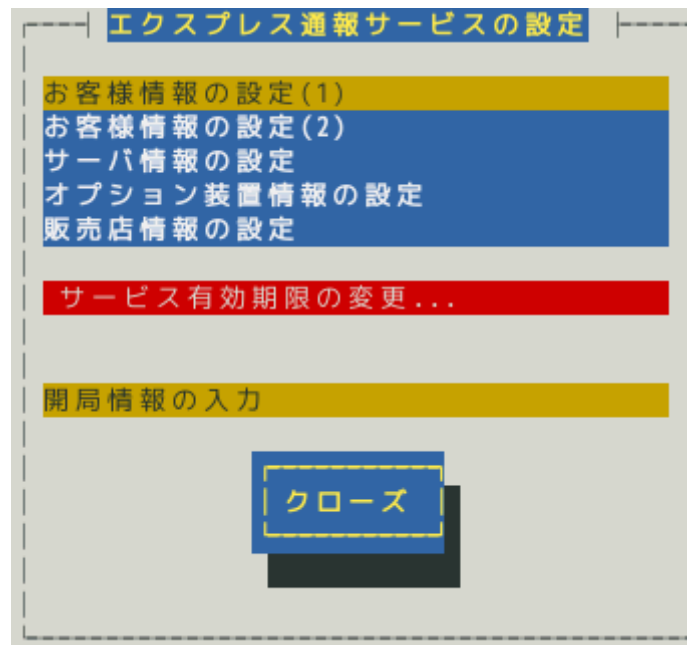 エクスプレス通報サービスの設定
お客様情報の設定(1)
お客様情報の設定(2)
サーバ情報の設定
オプション装置情報の設定
販売店情報の設定
サービス有効期限の変更...
開局情報の入力
クローズ